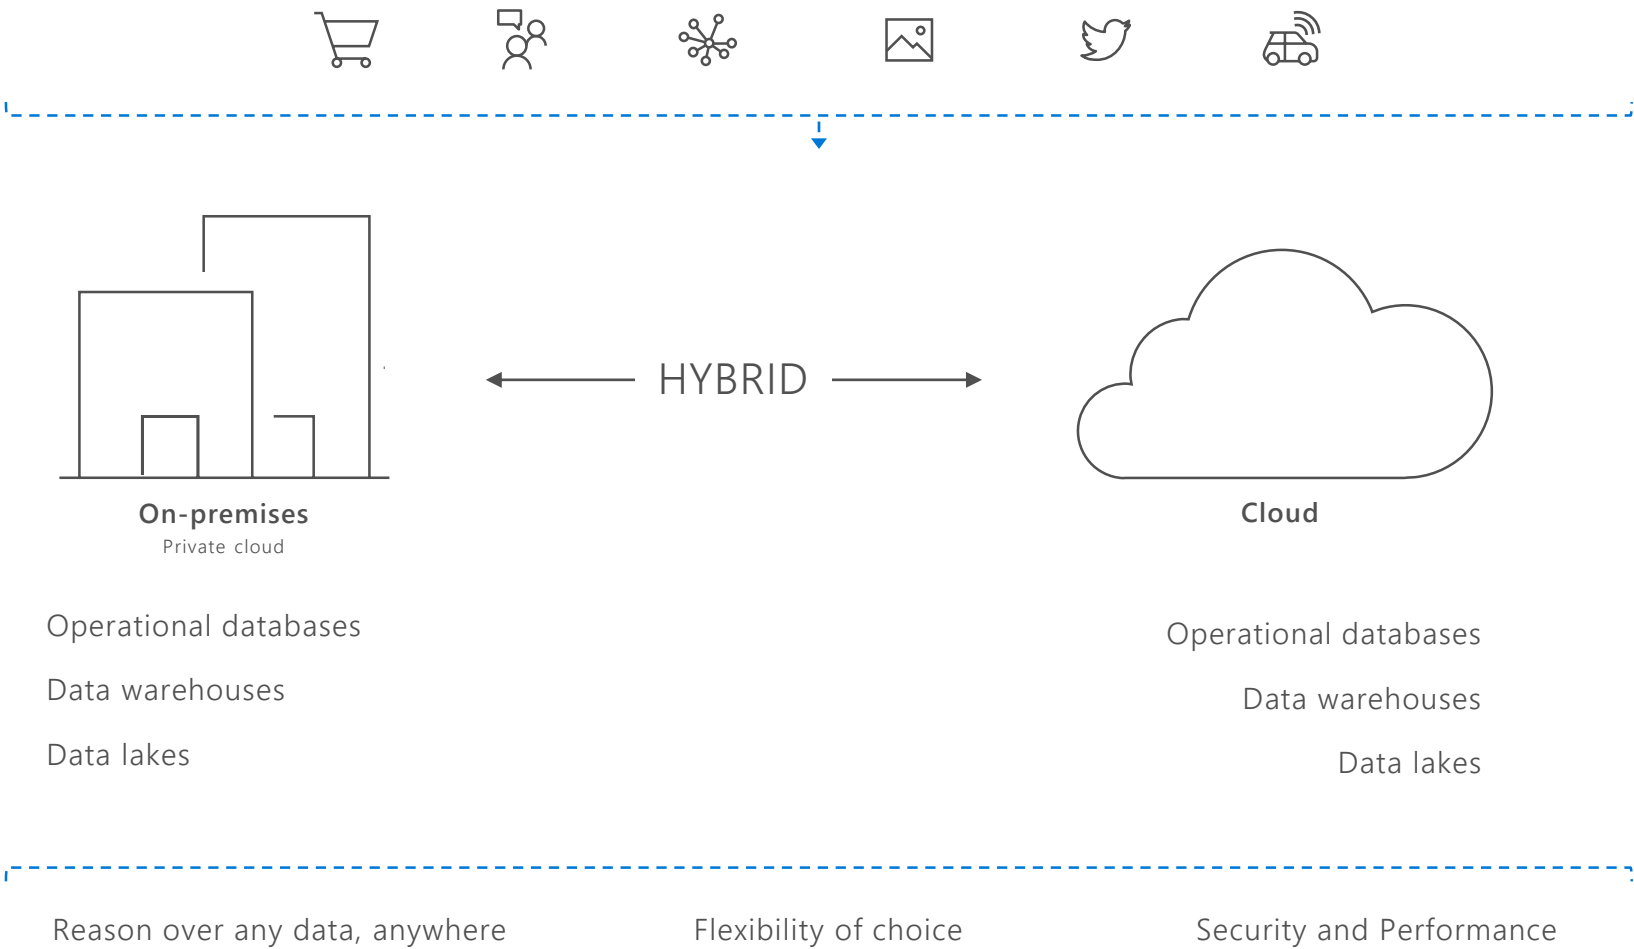 HYBRID
On-premises
Private cloud
Cloud
Operational databases
Data warehouses
Data lakes
Operational databases
Data warehouses
Data lakes
Reason over any data, anywhere
Flexibility of choice
Security and Performance